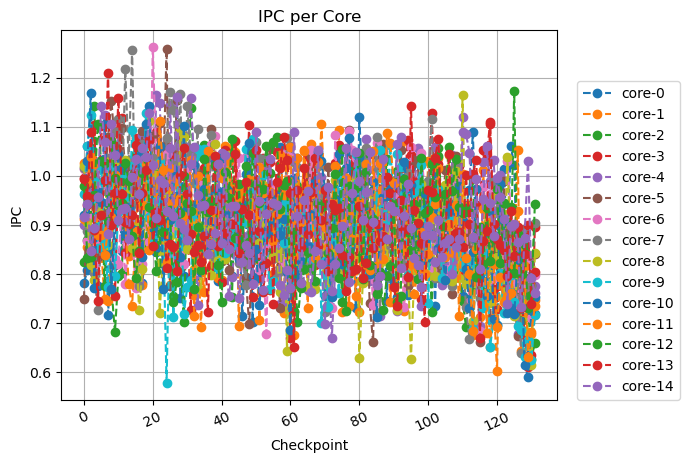 IPC per Core
IPC
1.2
1.1
1.0
0.9
0.8
0.7
0.6
0
20
40
60
80
100
120
Checkpoint
core-0
core-1
core-2
core-3
core-4
core-5
core-6
core-7
core-8
core-9
core-10
core-11
core-12
core-13
core-14